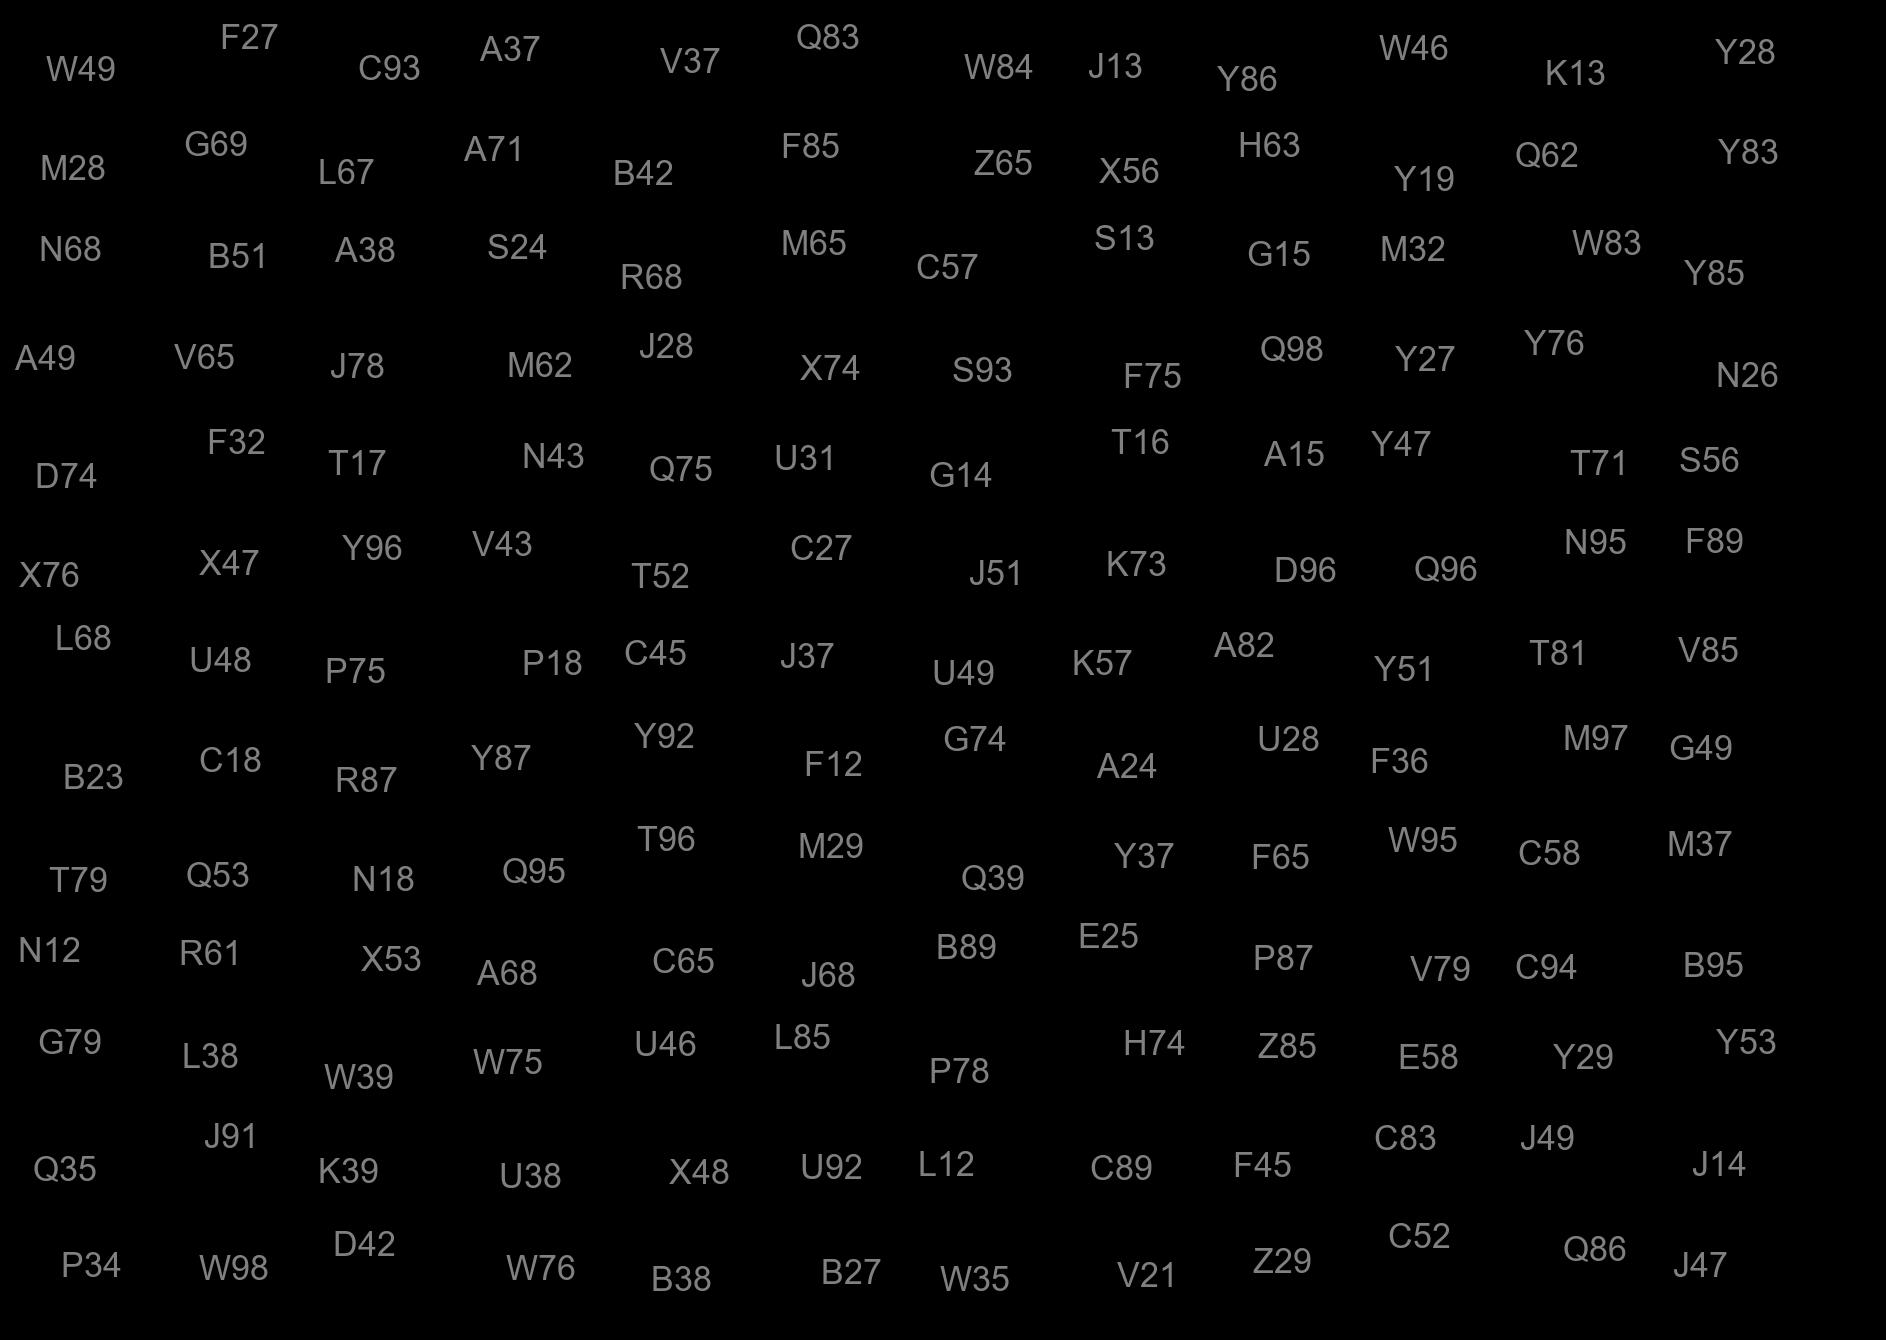 W49 F27 C93 A37 V37 Q83 W84 J13 Y86 W46 K13 Y28
M28 G69 L67 A71 B42 F85 Z65 X56 H63 Y19 Q62 Y83
N68 B51 A38 S24 R68 M65 C57 S13 G15 M32 W83 Y85
A49 V65 J78 M62 J28 X74 S93 F75 Q98 Y27 Y76 N26
D74 F32 T17 N43 Q75 U31 G14 T16 A15 Y47 T71 S56
X76 X47 Y96 V43 T52 C27 J51 K73 D96 Q96 N95 F89
L68 U48 P75 P18 C45 J37 U49 K57 A82 Y51 T81 V85
B23 C18 R87 Y87 Y92 F12 G74 A24 U28 F36 M97 G49
T79 Q53 N18 Q95 T96 M29 Q39 Y37 F65 W95 C58 M37
N12 R61 X53 A68 C65 J68 B89 E25 P87 V79 C94 B95
G79 L38 W39 W75 U46 L85 P78 H74 Z85 E58 Y29 Y53
Q35 J91 K39 U38 X48 U92 L12 C89 F45 C83 J49 J14
P34 W98 D42 W76 B38 B27 W35 V21 Z29 C52 Q86 J47